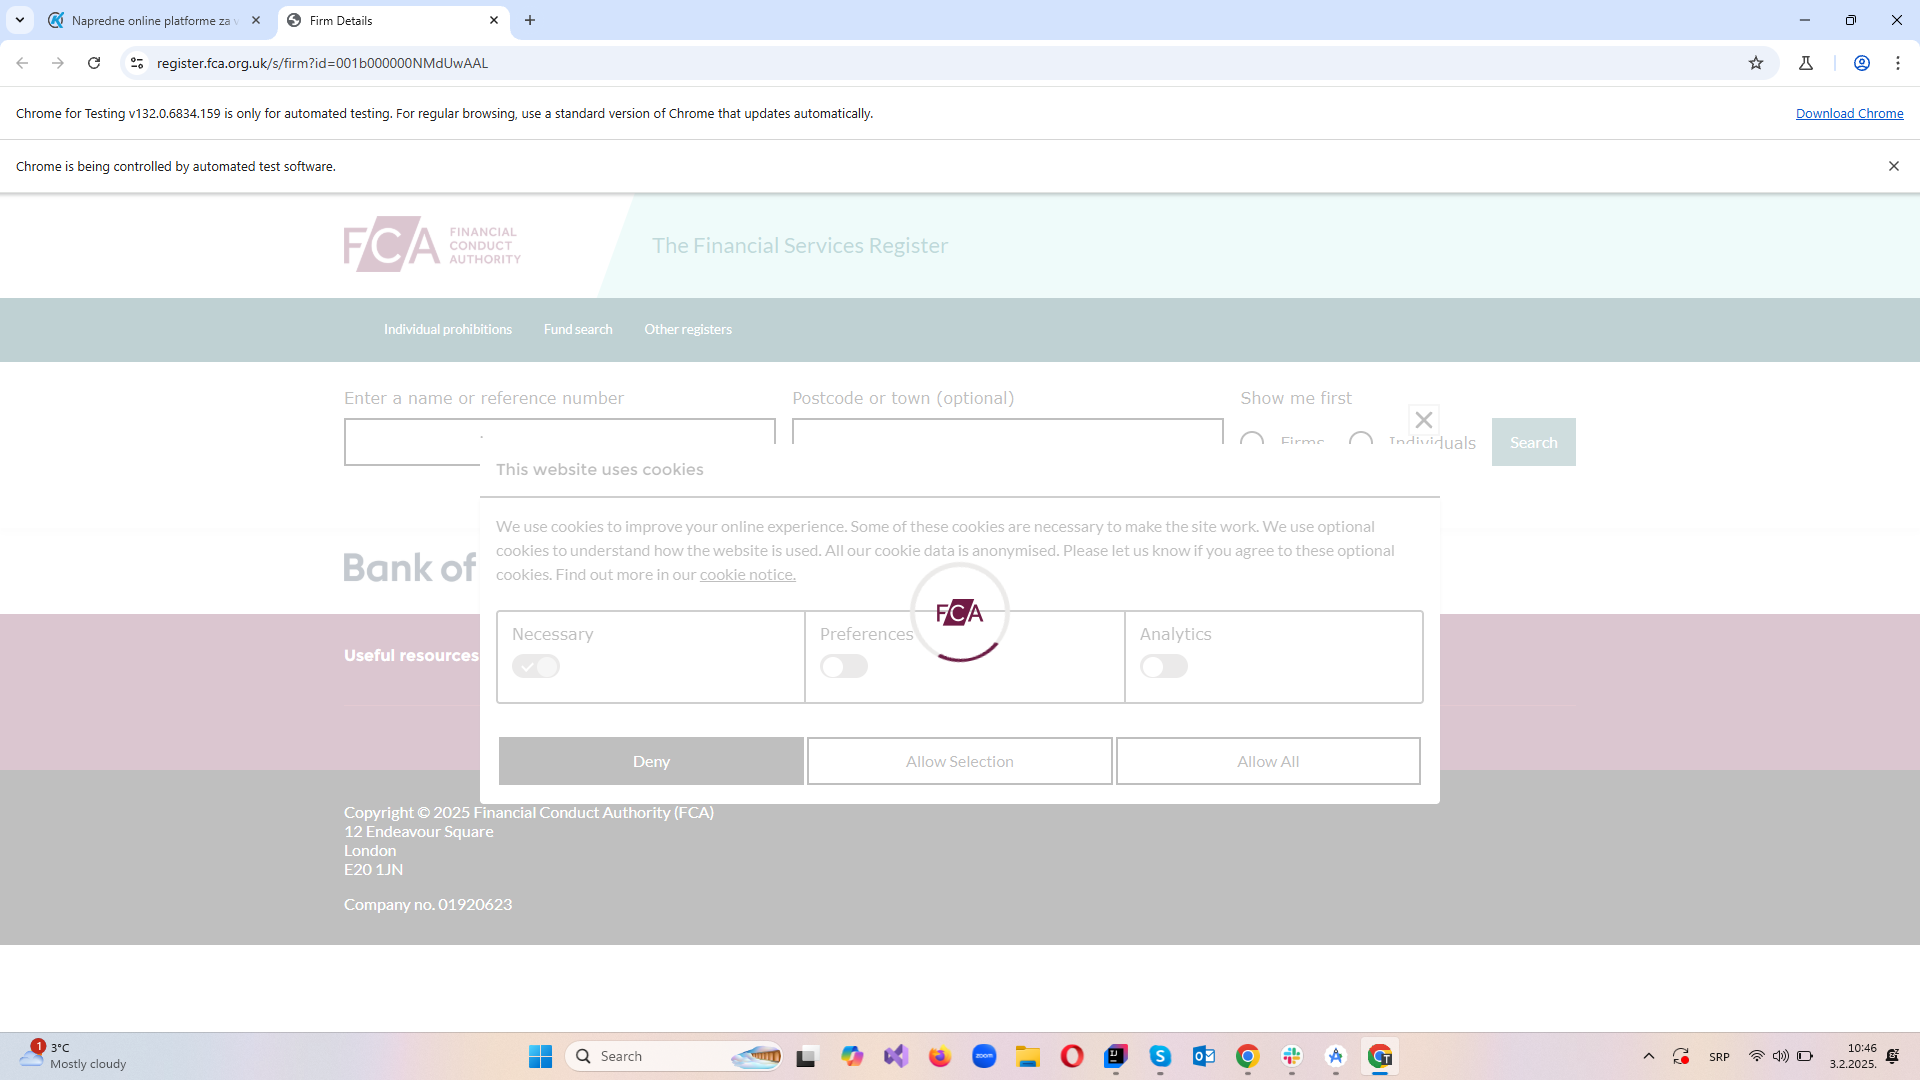 Napredne online platforme za
Firm Details
register.fca.org.uk/s/firm?id=001b000000NMdUwAAL
Chrome for Testing v132.0.6834.159 is only for automated testing. For regular browsing, use a standard version of Chrome that updates automatically.
Download Chrome
Chrome is being controlled by automated test software.
FCA FINANCIAL CONDUCT AUTHORITY
The Financial Services Register
Individual prohibitions
Fund search
Other registers
Enter a name or reference number
Postcode or town (optional)
Show me first
Firms
Individuals
Search
This website uses cookies
We use cookies to improve your online experience. Some of these cookies are necessary to make the site work. We use optional
cookies to understand how the website is used. All our cookie data is anonymised. Please let us know if you agree to these optional
cookies. Find out more in our cookie notice.
Bank of
FCA
Necessary
Preferences
Analytics
Useful resources
Deny
Allow Selection
Allow All
Copyright © 2025 Financial Conduct Authority (FCA)
12 Endeavour Square
London
E20 1JN
Company no. 01920623
1
3°C
Mostly cloudy
Search
zoom
SRP
10:46
3.2.2025.